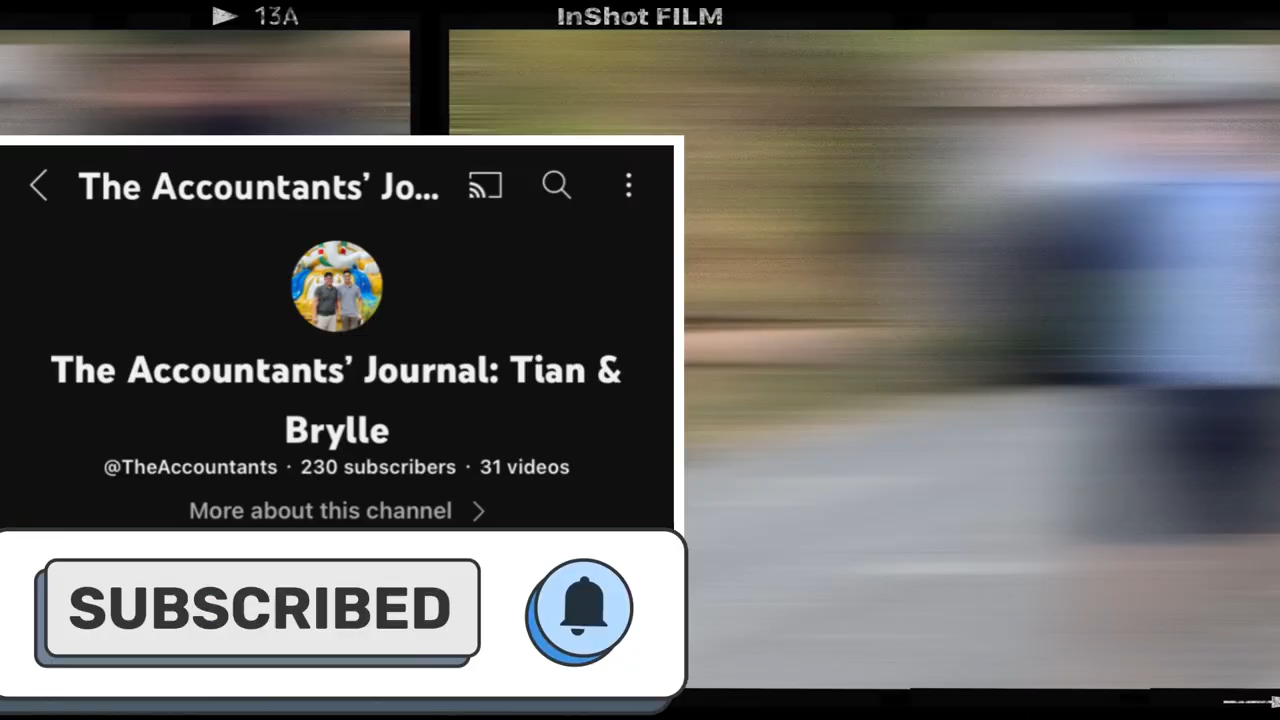 13A
InShot FILM
The Accountants’ Jo...
The Accountants’ Journal: Tian &
Brylle
@TheAccountants · 230 subscribers · 31 videos
More about this channel
SUBSCRIBED